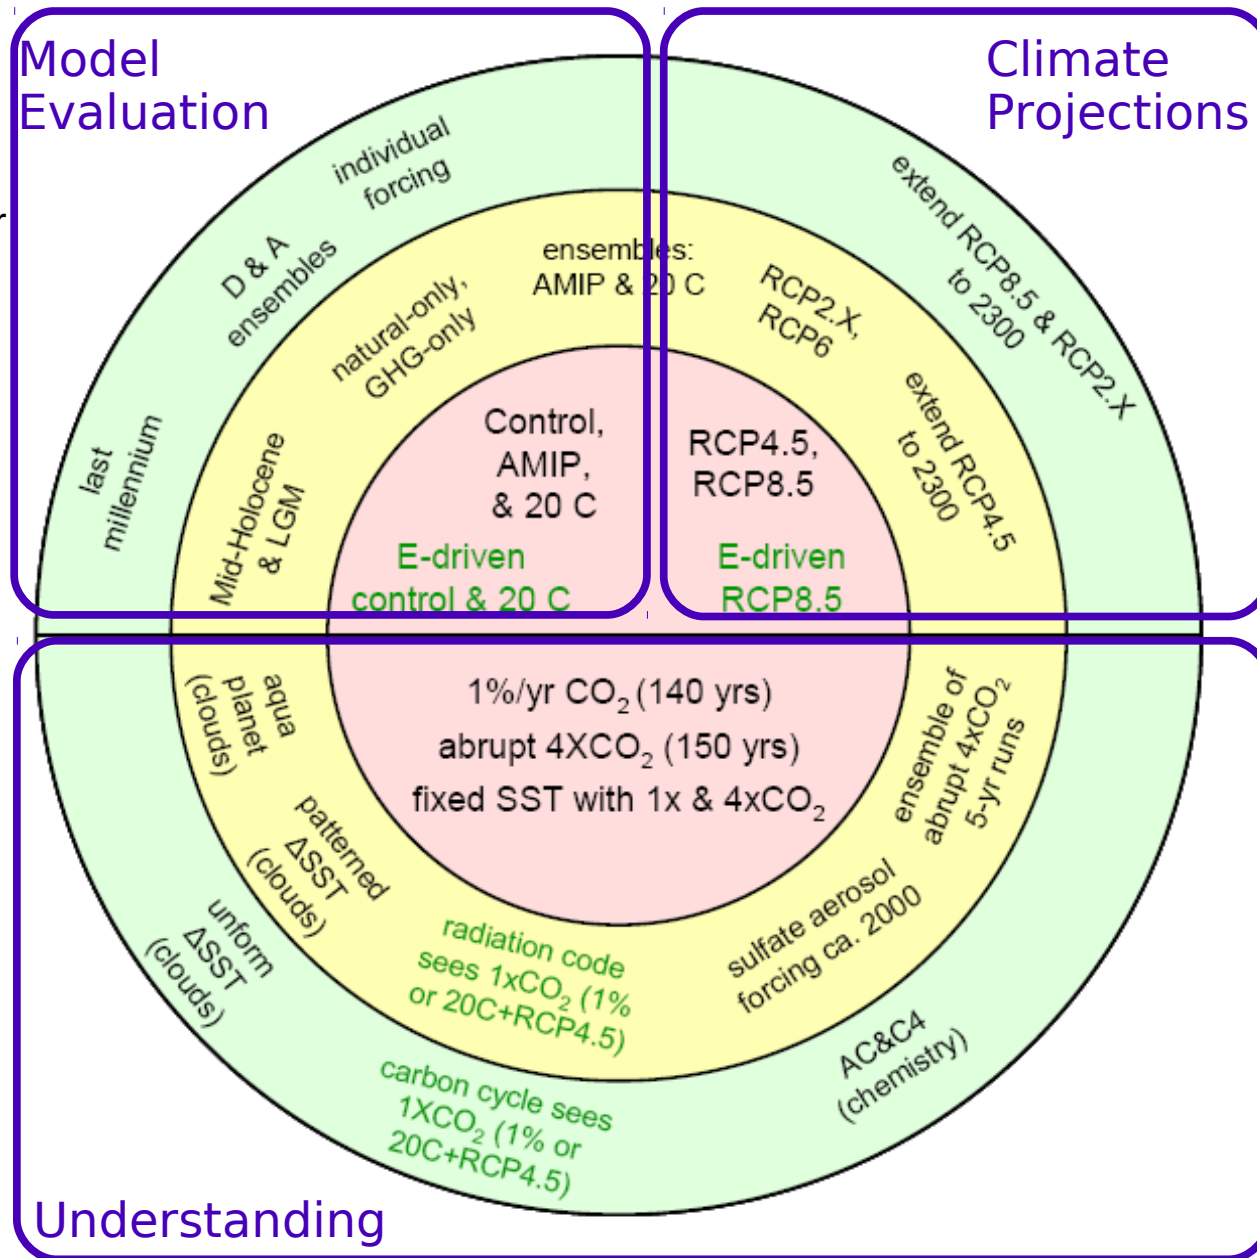 Model
Evaluation
Climate
Projections
r
individual
forcing
D & A
ensembles
last
millennium
ensembles:
AMIP & 20 C
natural-only,
GHG-only
Mid-Holocene
& LGM
Control,
AMIP,
& 20 C
E-driven
control & 20 C
RCP4.5,
RCP8.5
E-driven
RCP8.5
RCP2.X,
RCP6
extend RCP4.5
to 2300
extend RCP8.5 & RCP2.X
to 2300
1%/yr CO₂ (140 yrs)
abrupt 4XCO₂ (150 yrs)
fixed SST with 1x & 4xCO₂
aqua
planet
(clouds)
patterned
ΔSST
(clouds)
unform
ΔSST
(clouds)
radiation code
sees 1xCO₂ (1%
or 20C+RCP4.5)
carbon cycle sees
1XCO₂ (1% or
20C+RCP4.5)
ensemble of
abrupt 4xCO₂
5-yr runs
sulfate aerosol
forcing ca. 2000
AC&C4
(chemistry)
Understanding